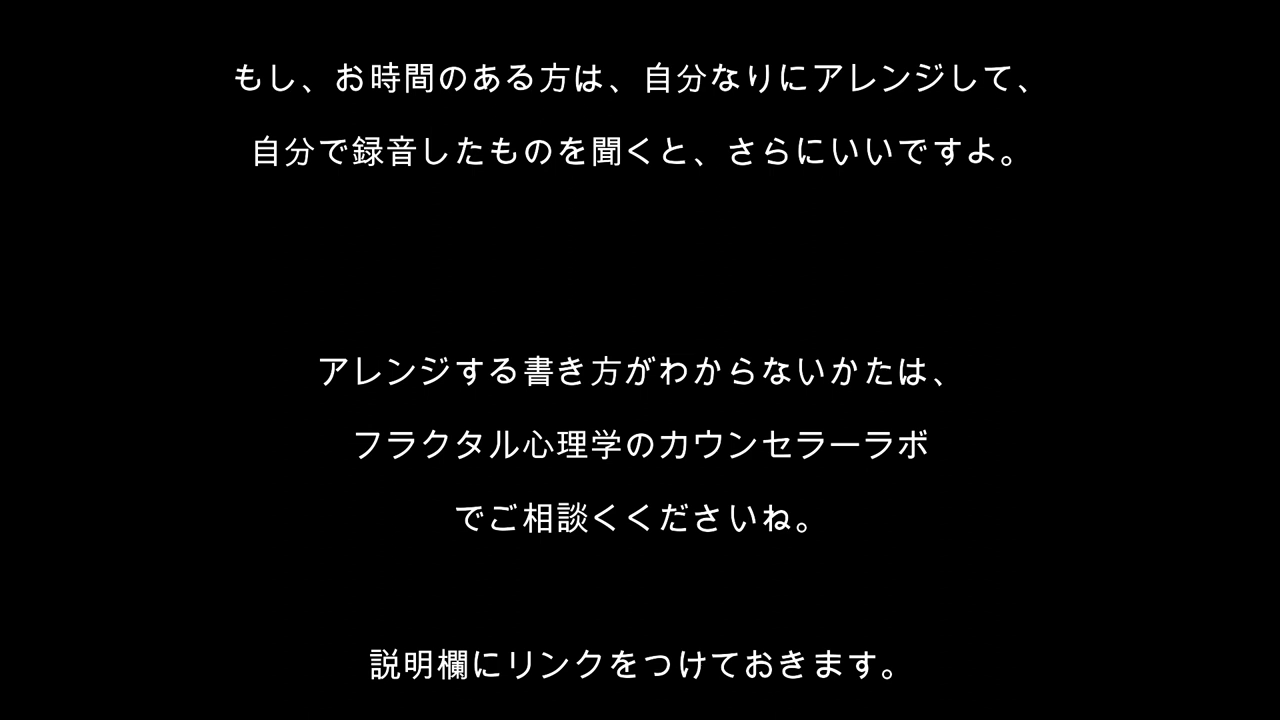 もし、お時間のある方は、自分なりにアレンジして、
自分で録音したものを聞くと、さらにいいですよ。
アレンジする書き方がわからないかたは、
フラクタル心理学のカウンセラーラボ
でご相談くくださいね。
説明欄にリンクをつけておきます。